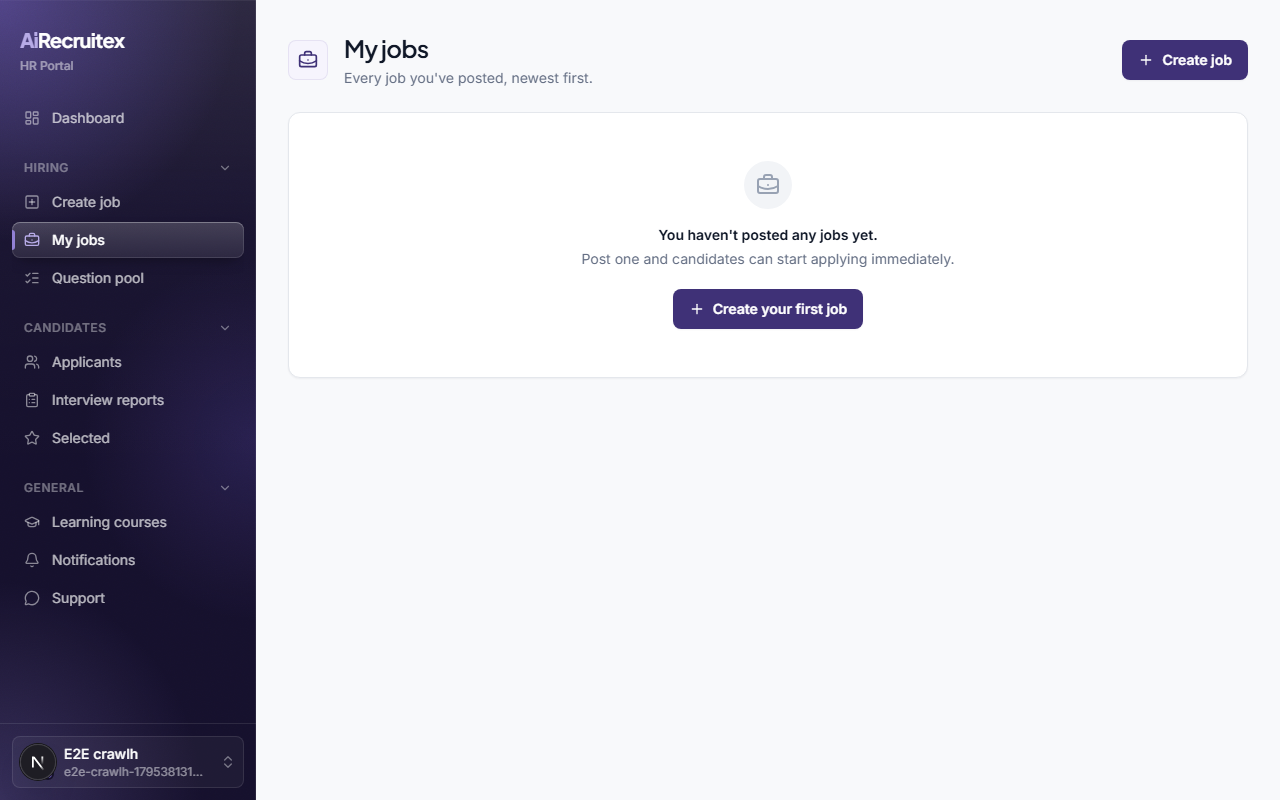 AiRecruitex
HR Portal
Dashboard
HIRING
Create job
My jobs
Question pool
CANDIDATES
Applicants
Interview reports
Selected
GENERAL
Learning courses
Notifications
Support
N
E2E crawlh
e2e-crawlh-179538131...
My jobs
Every job you've posted, newest first.
Create job
You haven't posted any jobs yet.
Post one and candidates can start applying immediately.
Create your first job